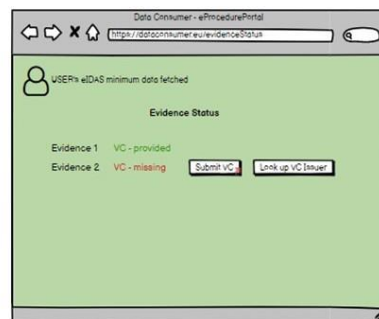 Data Consumer - eProcedurePortal
https://dataconsumer.eu/evidenceStatus
USER's eIDAS minimum data fetched
Evidence Status
Evidence 1 VC - provided
Evidence 2 VC - missing Submit VC Look up VC Issuer